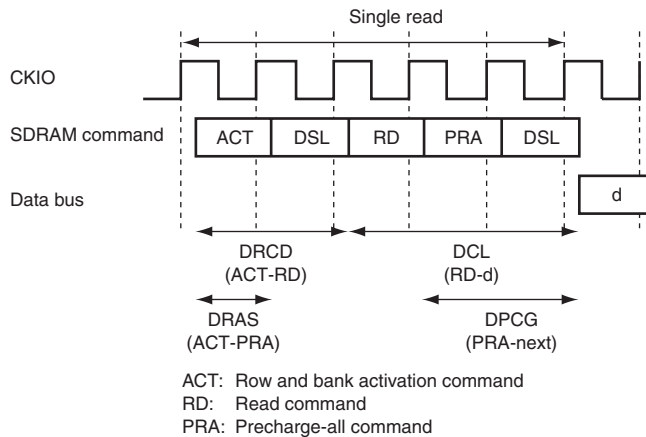 Single read
CKIO
SDRAM command
ACT DSL RD PRA DSL
Data bus
d
DRCD
(ACT-RD)
DCL
(RD-d)
DRAS
(ACT-PRA)
DPCG
(PRA-next)
ACT: Row and bank activation command
RD: Read command
PRA: Precharge-all command